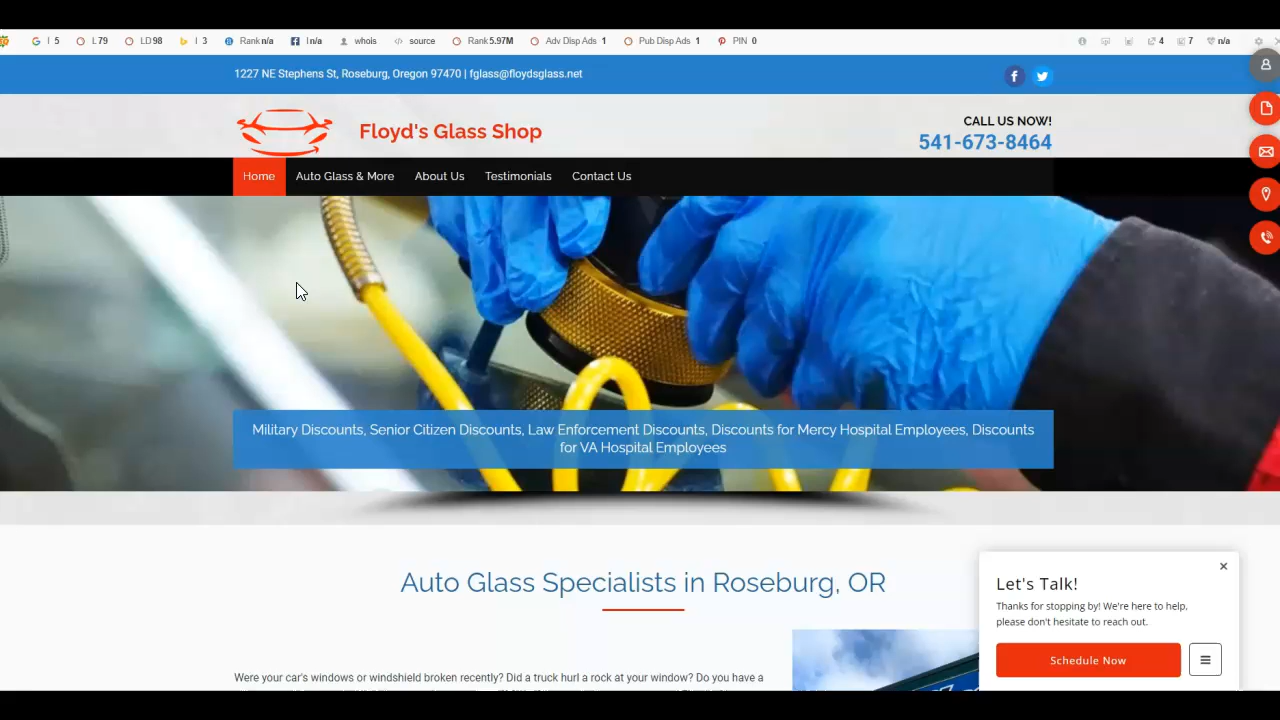 I 5 L 79 LD 98 I 3 Rank n/a I n/a whois source Rank 5.97M Adv Disp Ads 1 Pub Disp Ads 1 PIN 0 4 7 n/a
1227 NE Stephens St, Roseburg, Oregon 97470 | fglass@floydsglass.net
Floyd's Glass Shop
CALL US NOW!
541-673-8464
Home Auto Glass & More About Us Testimonials Contact Us
Military Discounts, Senior Citizen Discounts, Law Enforcement Discounts, Discounts for Mercy Hospital Employees, Discounts
for VA Hospital Employees
Auto Glass Specialists in Roseburg, OR
Were your car's windows or windshield broken recently? Did a truck hurl a rock at your window? Do you have a
Let's Talk!
Thanks for stopping by! We're here to help,
please don't hesitate to reach out.
Schedule Now